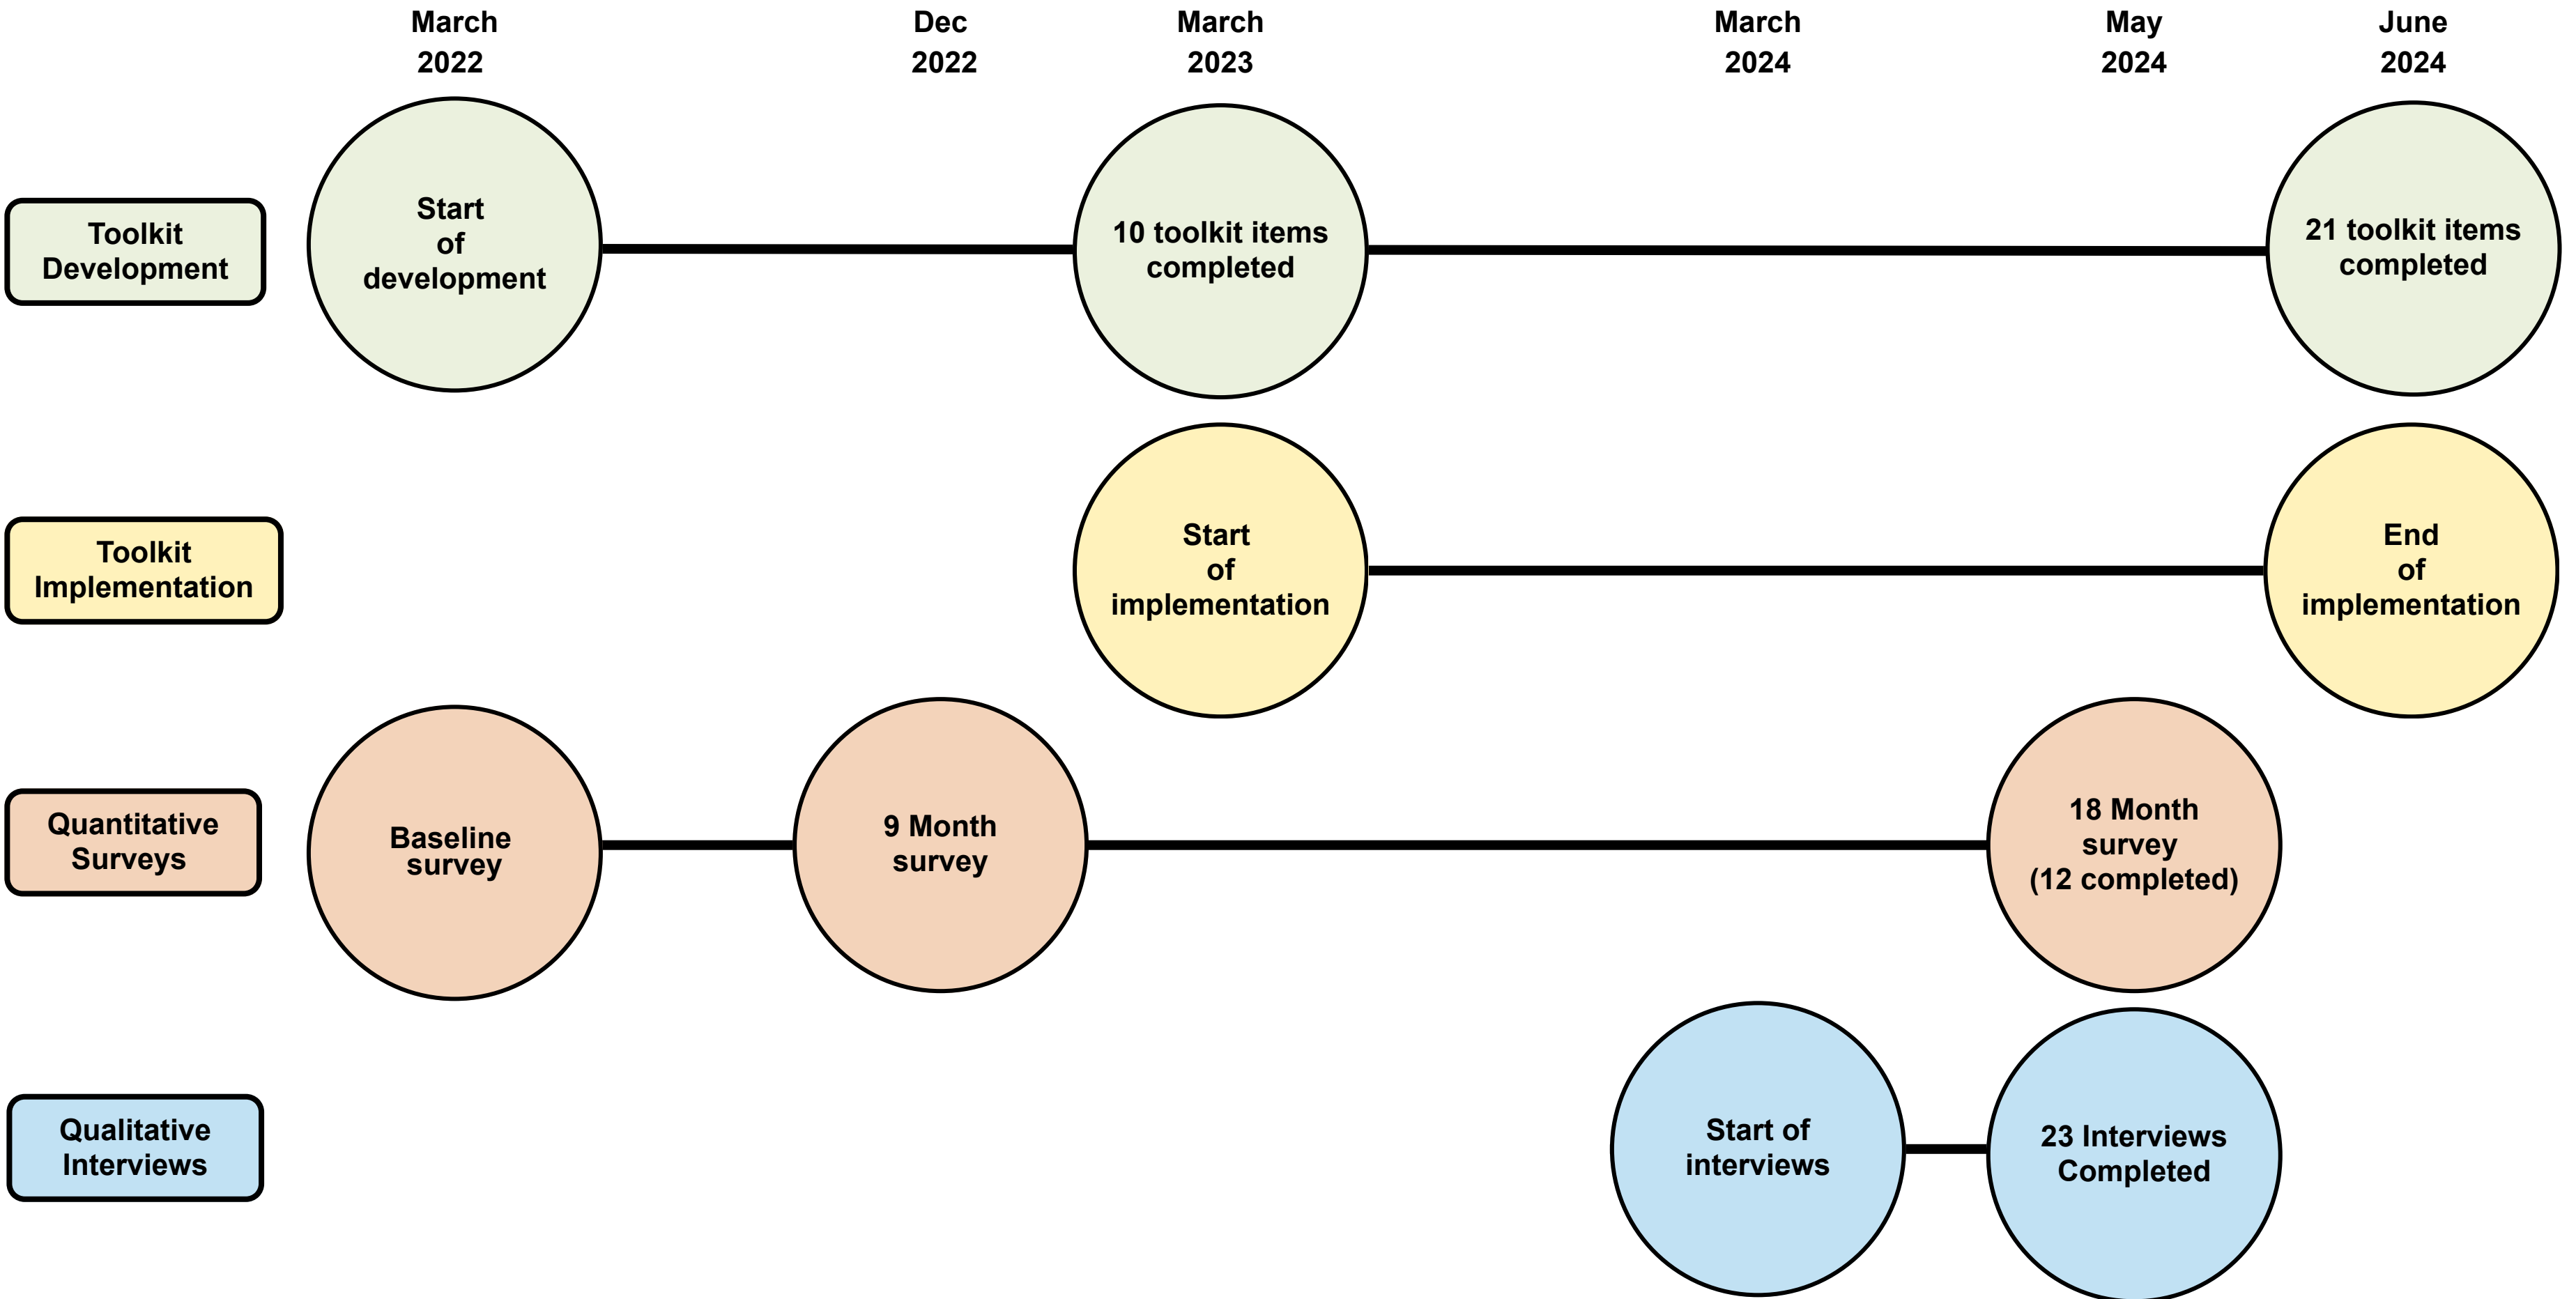 March
2022
Dec
2022
March
2023
March
2024
May
2024
June
2024
Toolkit
Development
Start
of
development
10 toolkit items
completed
21 toolkit items
completed
Toolkit
Implementation
Start
of
implementation
End
of
implementation
Quantitative
Surveys
Baseline
survey
9 Month
survey
18 Month
survey
(12 completed)
Qualitative
Interviews
Start of
interviews
23 Interviews
Completed